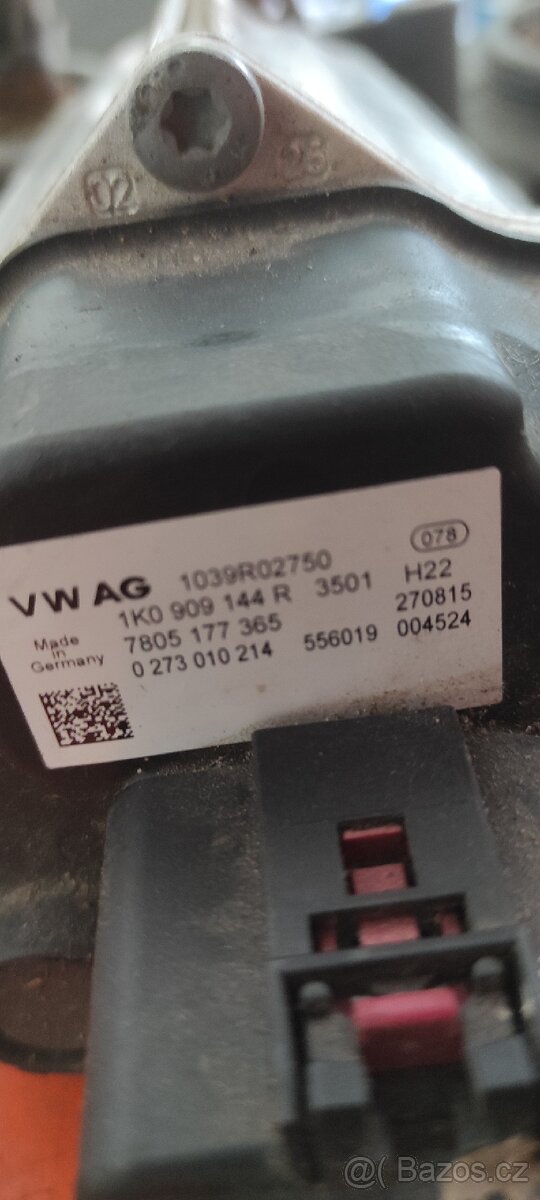 02 25
078
VW AG 1039R02750
1K0 909 144 R 3501 H22
Made in Germany
7805 177 365 270815
0 273 010 214 556019 004524
@ Bazos.cz